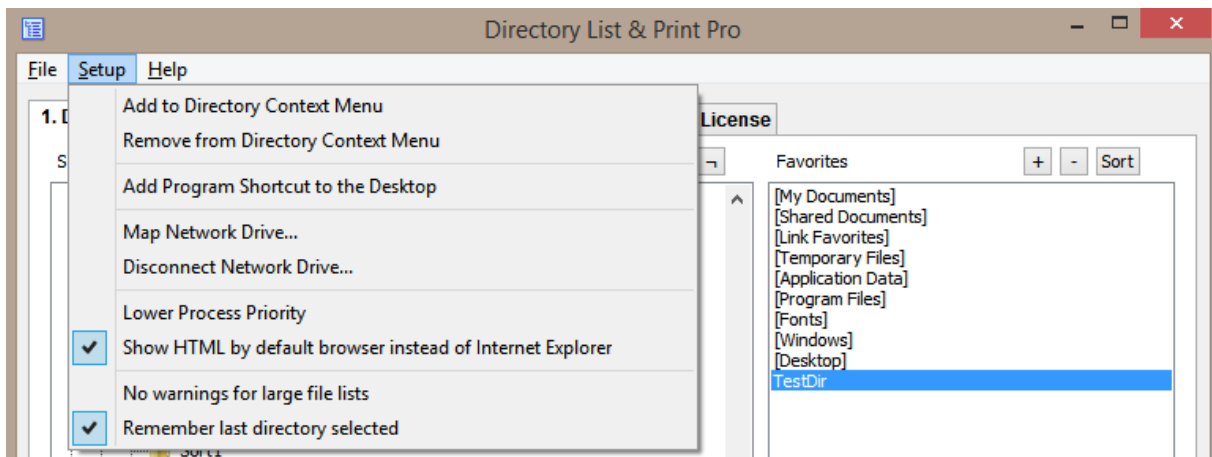 Directory List & Print Pro
File Setup Help
Add to Directory Context Menu
Remove from Directory Context Menu
Add Program Shortcut to the Desktop
Map Network Drive...
Disconnect Network Drive...
Lower Process Priority
Show HTML by default browser instead of Internet Explorer
No warnings for large file lists
Remember last directory selected
1.
License
Favorites + - Sort
[My Documents]
[Shared Documents]
[Link Favorites]
[Temporary Files]
[Application Data]
[Program Files]
[Fonts]
[Windows]
[Desktop]
TestDir